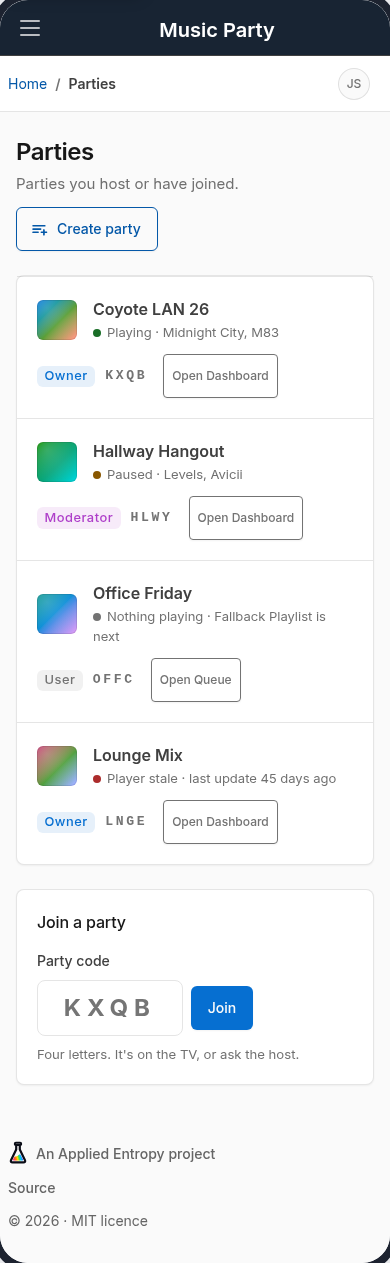 Music Party
Home / Parties
JS
Parties
Parties you host or have joined.
Create party
Coyote LAN 26
Playing · Midnight City, M83
Owner KXQB Open Dashboard
Hallway Hangout
Paused · Levels, Avicii
Moderator HLWY Open Dashboard
Office Friday
Nothing playing · Fallback Playlist is
next
User OFFC Open Queue
Lounge Mix
Player stale · last update 45 days ago
Owner LNGE Open Dashboard
Join a party
Party code
KXQB Join
Four letters. It's on the TV, or ask the host.
An Applied Entropy project
Source
© 2026 · MIT licence